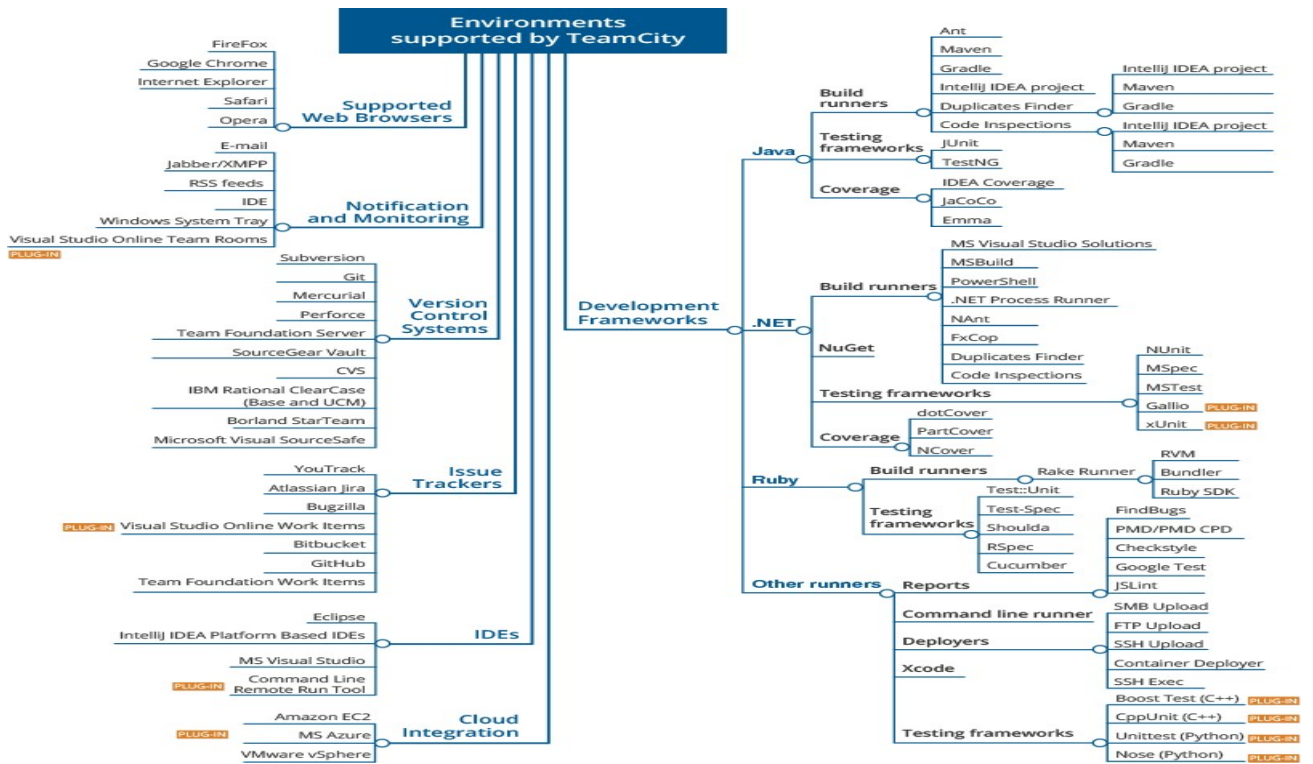 Environments
supported by TeamCity
FireFox
Google Chrome
Internet Explorer
Safari
Opera
Supported
Web Browsers
E-mail
Jabber/XMPP
RSS feeds
IDE
Windows System Tray
Visual Studio Online Team Rooms
PLUG-IN
Notification
and Monitoring
Subversion
Git
Mercurial
Perforce
Team Foundation Server
SourceGear Vault
CVS
IBM Rational ClearCase
(Base and UCM)
Borland StarTeam
Microsoft Visual SourceSafe
Version
Control
Systems
YouTrack
Atlassian Jira
Bugzilla
PLUG-IN Visual Studio Online Work Items
Bitbucket
GitHub
Team Foundation Work Items
Issue
Trackers
Eclipse
IntelliJ IDEA Platform Based IDEs
MS Visual Studio
Command Line
PLUG-IN Remote Run Tool
IDEs
Amazon EC2
PLUG-IN MS Azure
VMware vSphere
Cloud
Integration
Development
Frameworks
Java
Build
runners
Ant
Maven
Gradle
IntelliJ IDEA project
Duplicates Finder
IntelliJ IDEA project
Maven
Gradle
Code Inspections
IntelliJ IDEA project
Maven
Gradle
Testing
frameworks
JUnit
TestNG
Coverage
IDEA Coverage
JaCoCo
Emma
.NET
Build runners
MS Visual Studio Solutions
MSBuild
PowerShell
.NET Process Runner
NAnt
FxCop
Duplicates Finder
Code Inspections
NuGet
Testing frameworks
NUnit
MSpec
MSTest
Gallio PLUG-IN
xUnit PLUG-IN
Coverage
dotCover
PartCover
NCover
Ruby
Build runners
Rake Runner
RVM
Bundler
Ruby SDK
Testing
frameworks
Test::Unit
Test-Spec
Shoulda
RSpec
Cucumber
Other runners
Reports
FindBugs
PMD/PMD CPD
Checkstyle
Google Test
JSLint
Command line runner
Deployers
SMB Upload
FTP Upload
SSH Upload
Container Deployer
SSH Exec
Xcode
Testing frameworks
Boost Test (C++) PLUG-IN
CppUnit (C++) PLUG-IN
Unittest (Python) PLUG-IN
Nose (Python) PLUG-IN